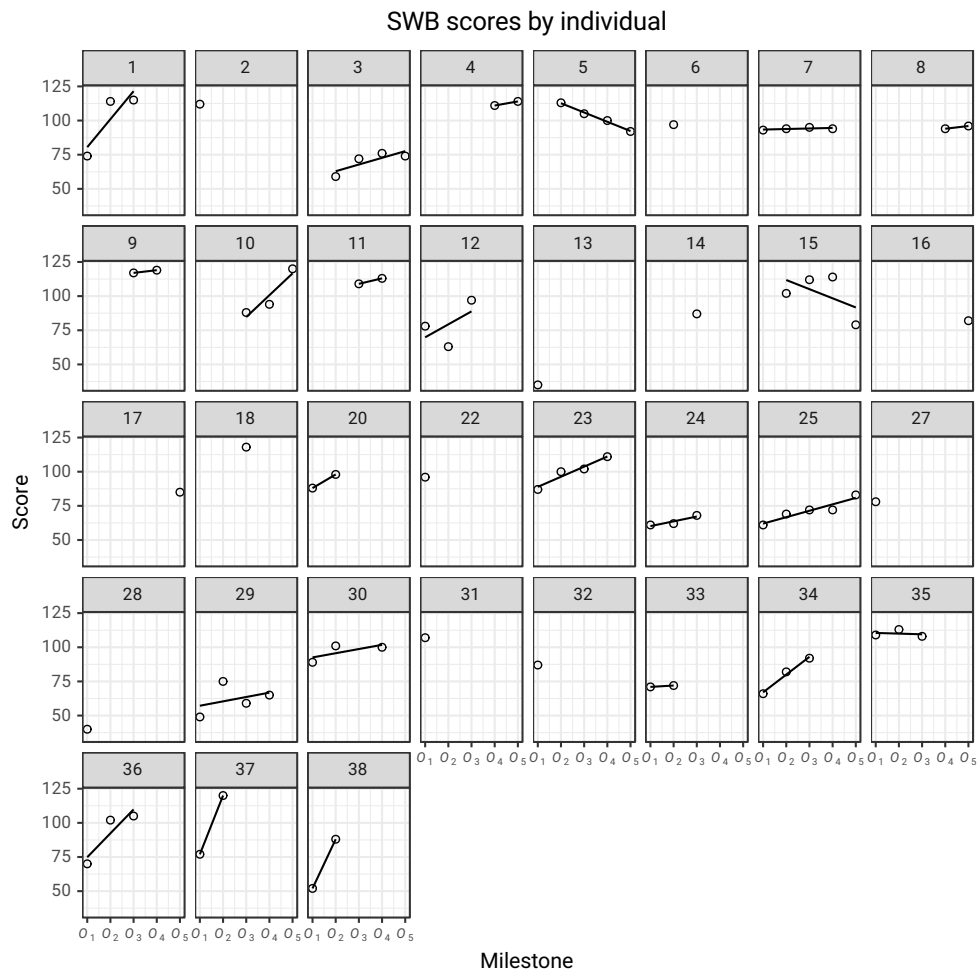 SWB scores by individual
1 2 3 4 5 6 7 8
125
100
75
50
9 10 11 12 13 14 15 16
125
100
75
50
17 18 20 22 23 24 25 27
125
100
75
50
Score
28 29 30 31 32 33 34 35
125
100
75
50
O1 O2 O3 O4 O5 O1 O2 O3 O4 O5 O1 O2 O3 O4 O5 O1 O2 O3 O4 O5 O1 O2 O3 O4 O5
36 37 38
125
100
75
50
O1 O2 O3 O4 O5 O1 O2 O3 O4 O5 O1 O2 O3 O4 O5
Milestone